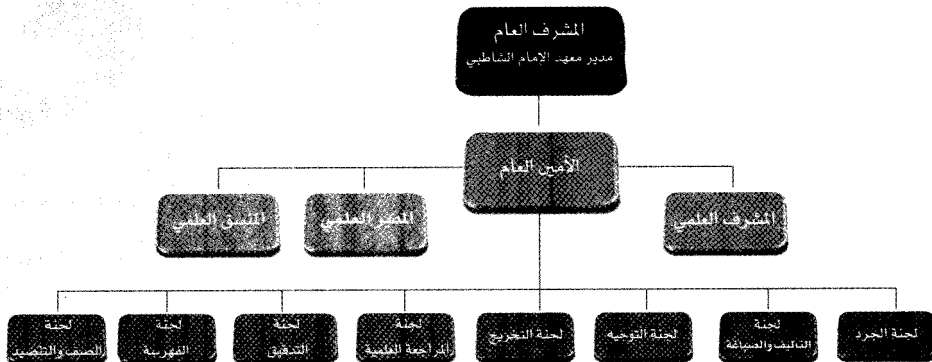 المشرف العام
مدير معهد الإمام الشاطبي
الأمين العام
المشرف العلمي
المقرر العلمي
المنسق العلمي
لجنة الجرد
لجنة
التأليف والصياغة
لجنة التوجيه
لجنة التخريج
لجنة
المراجعة العلمية
لجنة
التدقيق
لجنة
الفهرسة
لجنة
الصف والتنضيد